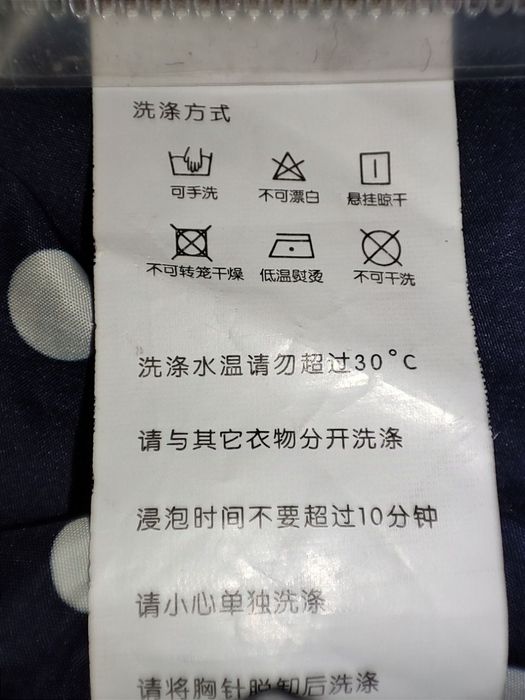 洗涤方式
可手洗 不可漂白 悬挂晾干
不可转笼干燥 低温熨烫 不可干洗
洗涤水温请勿超过30°C
请与其它衣物分开洗涤
浸泡时间不要超过10分钟
请小心单独洗涤
请将胸针脱卸后洗涤